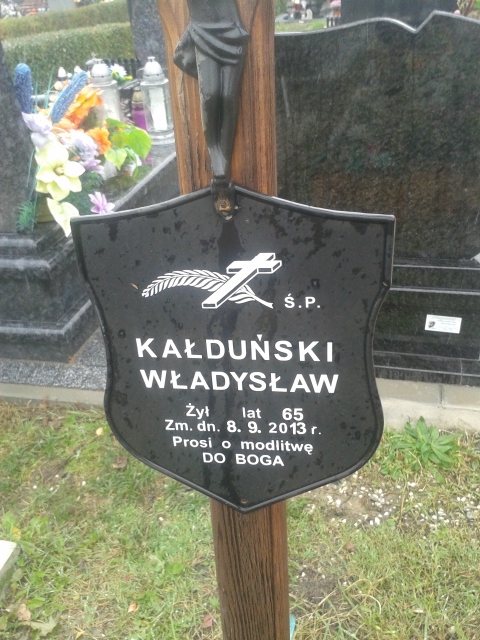 Ś.P.
KAŁDUŃSKI
WŁADYSŁAW
Żył lat 65
Zm. dn. 8. 9. 2013 r.
Prosi o modlitwę
DO BOGA